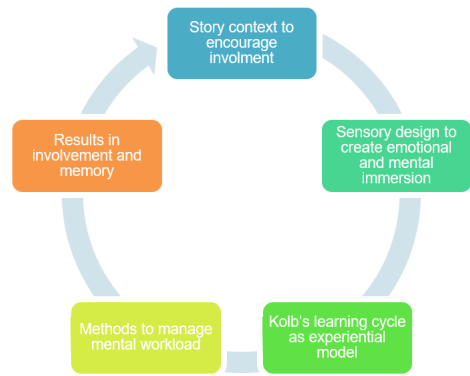 Story context to
encourage
involment
Sensory design to
create emotional
and mental
immersion
Kolb's learning cycle
as experiential
model
Methods to manage
mental workload
Results in
involvement and
memory